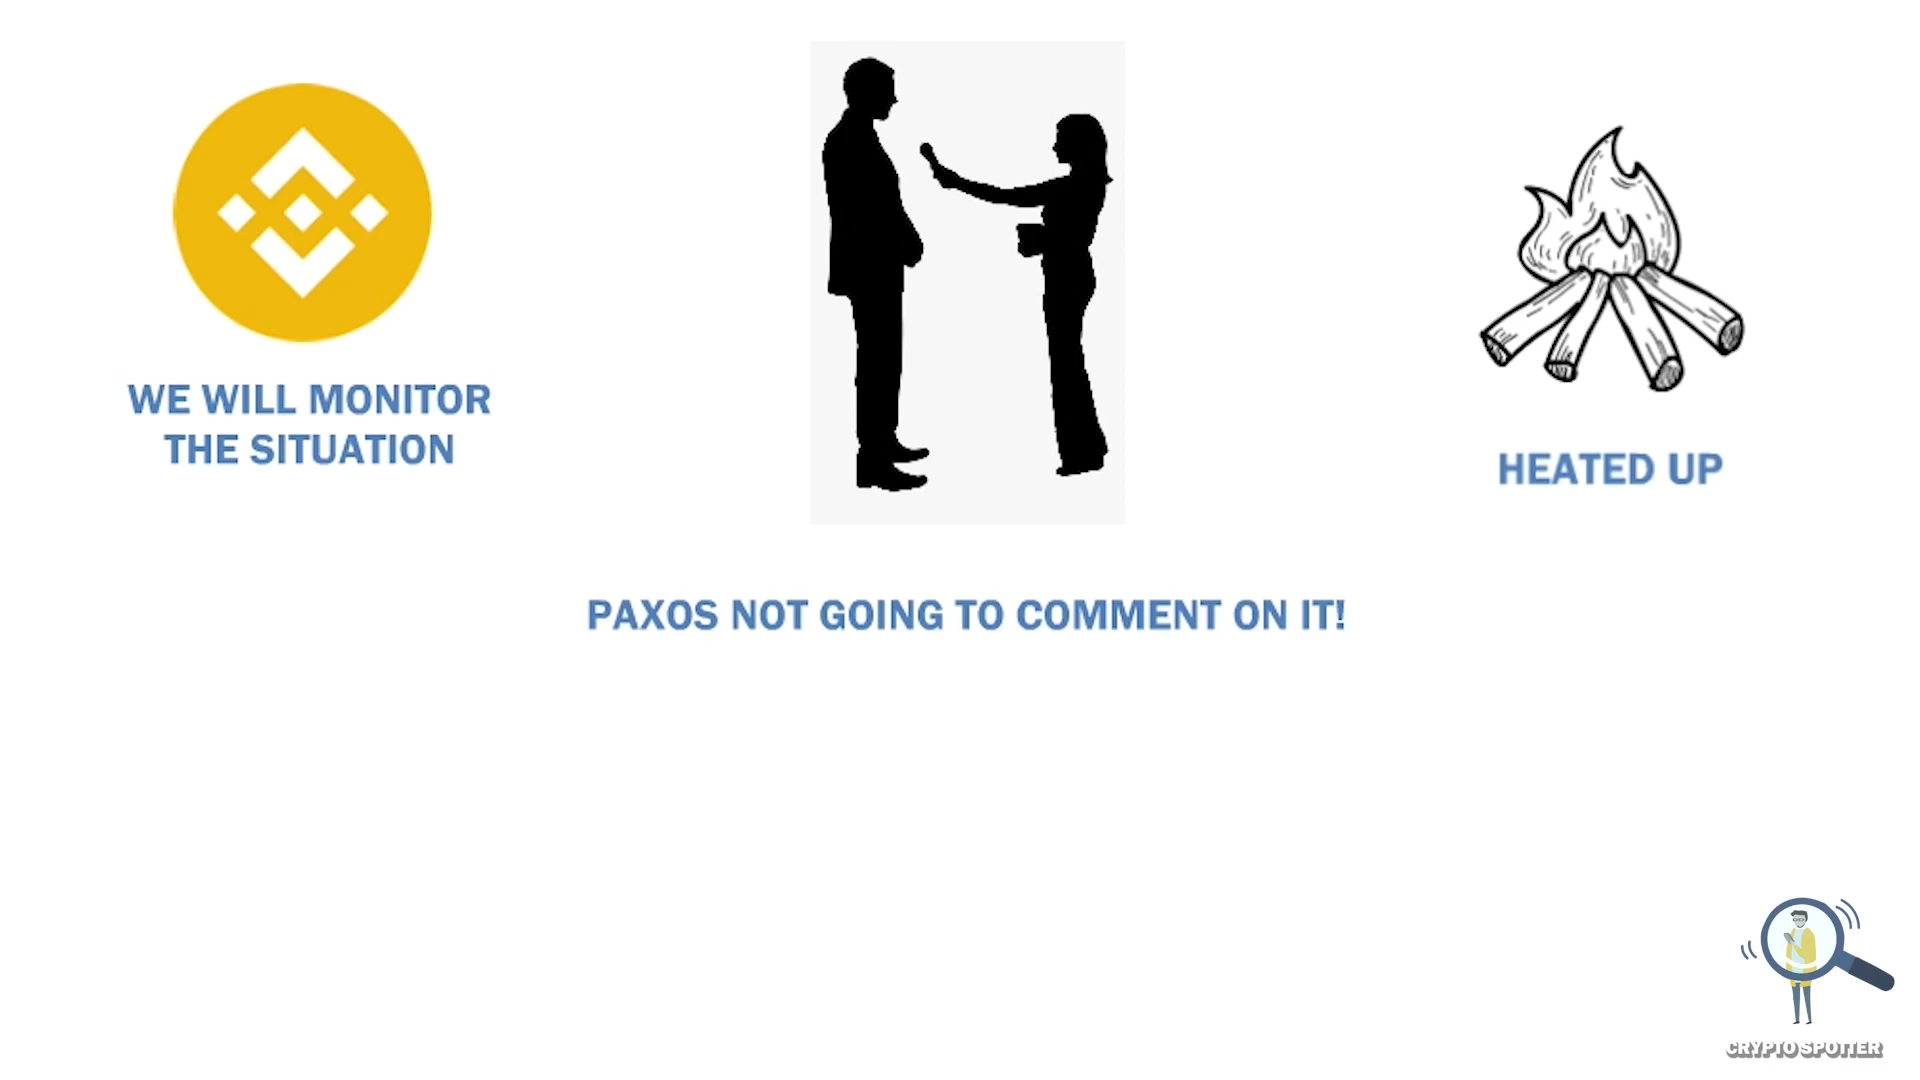 WE WILL MONITOR
THE SITUATION
HEATED UP
PAXOS NOT GOING TO COMMENT ON IT!
CRYPTO SPOTTER